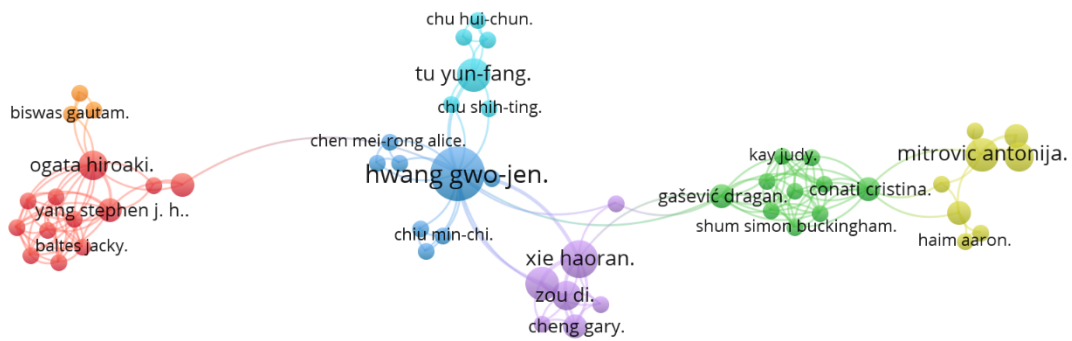 chu hui-chun.
tu yun-fang.
chu shih-ting.
biswas gautam.
chen mei-rong alice.
ogata hiroaki.
hwang gwo-jen.
yang stephen j. h..
baltes jacky.
chiu min-chi.
xie haoran.
zou di.
cheng gary.
kay judy.
gašević dragan.
conati cristina.
shum simon buckingham.
mitrovic antonija.
haim aaron.